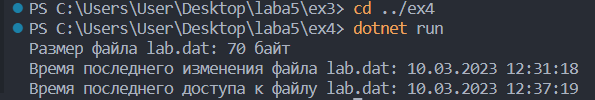 PS C:\Users\User\Desktop\laba5\ex3> cd ../ex4
PS C:\Users\User\Desktop\laba5\ex4> dotnet run
Размер файла lab.dat: 70 байт
Время последнего изменения файла lab.dat: 10.03.2023 12:31:18
Время последнего доступа к файлу lab.dat: 10.03.2023 12:37:19